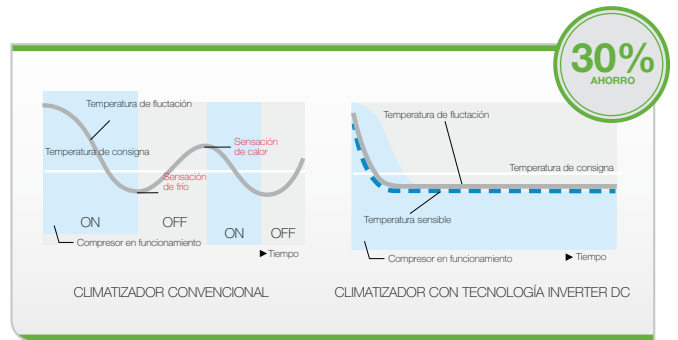 30%
AHORRO
Temperatura de fluctación
Temperatura de consigna
Sensación
de calor
Sensación
de frío
ON
OFF
ON
OFF
Compresor en funcionamiento
Tiempo
CLIMATIZADOR CONVENCIONAL
Temperatura de fluctación
Temperatura de consigna
Temperatura sensible
Compresor en funcionamiento
Tiempo
CLIMATIZADOR CON TECNOLOGÍA INVERTER DC